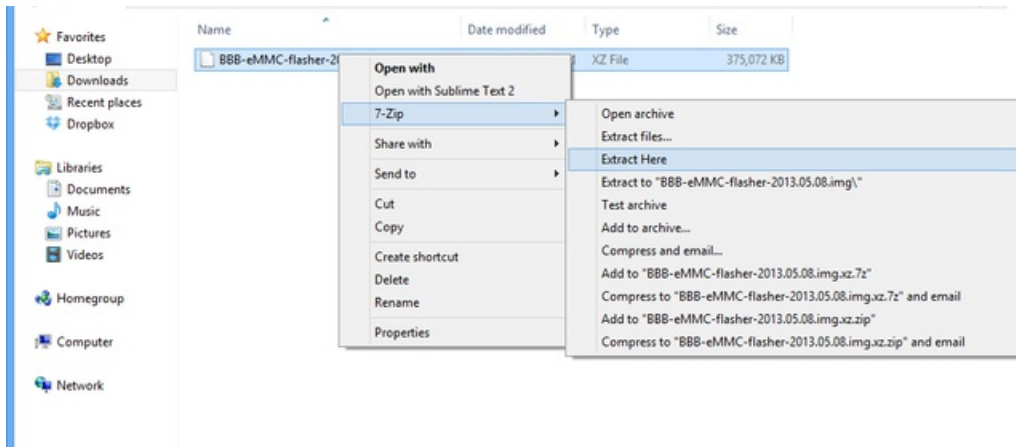 Name Date modified Type Size
Favorites
Desktop
Downloads
Recent places
Dropbox
Libraries
Documents
Music
Pictures
Videos
Homegroup
Computer
Network
BBB-eMMC-flasher-20 XZ File 375,072 KB
Open with
Open with Sublime Text 2
7-Zip
Share with
Send to
Cut
Copy
Create shortcut
Delete
Rename
Properties
Open archive
Extract files...
Extract Here
Extract to "BBB-eMMC-flasher-2013.05.08.img\"
Test archive
Add to archive...
Compress and email...
Add to "BBB-eMMC-flasher-2013.05.08.img.xz.7z"
Compress to "BBB-eMMC-flasher-2013.05.08.img.xz.7z" and email
Add to "BBB-eMMC-flasher-2013.05.08.img.xz.zip"
Compress to "BBB-eMMC-flasher-2013.05.08.img.xz.zip" and email